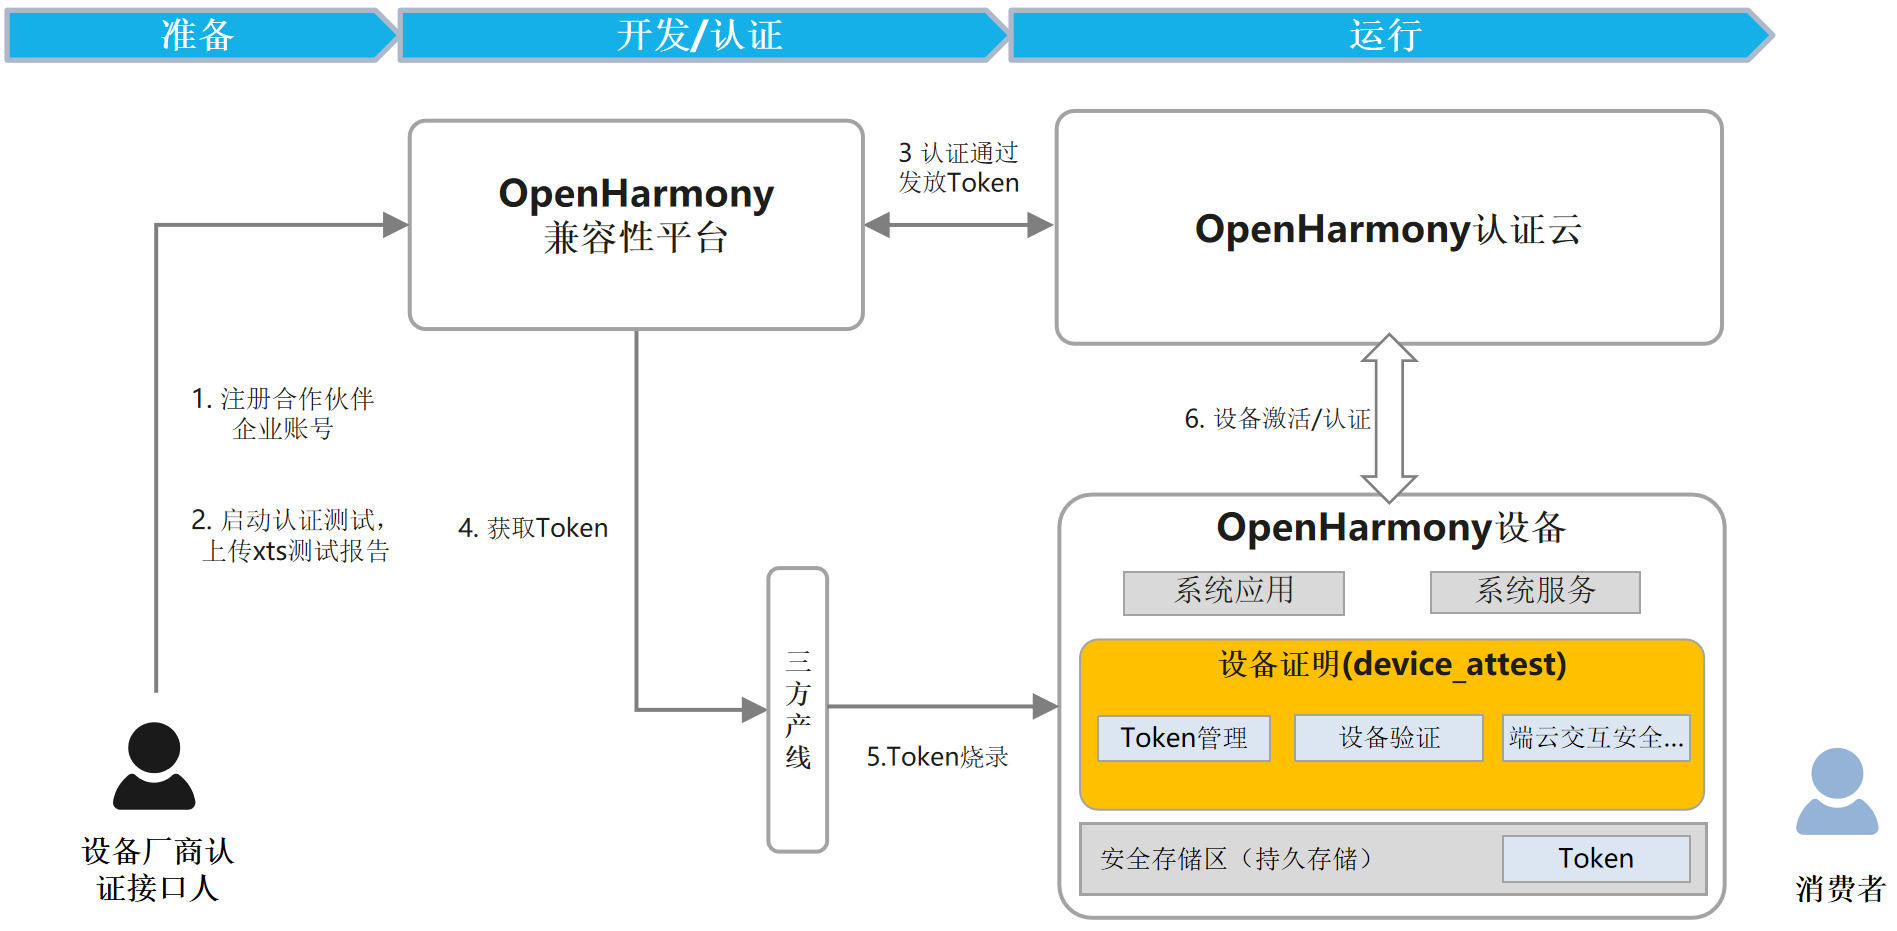 准备
开发/认证
运行
OpenHarmony
兼容性平台
3 认证通过
发放Token
OpenHarmony认证云
1. 注册合作伙伴
企业账号
2. 启动认证测试，
上传xts测试报告
4. 获取Token
6. 设备激活/认证
三
方
产
线
5.Token烧录
OpenHarmony设备
系统应用
系统服务
设备证明(device_attest)
Token管理
设备验证
端云交互安全...
安全存储区（持久存储）
Token
设备厂商认
证接口人
消费者